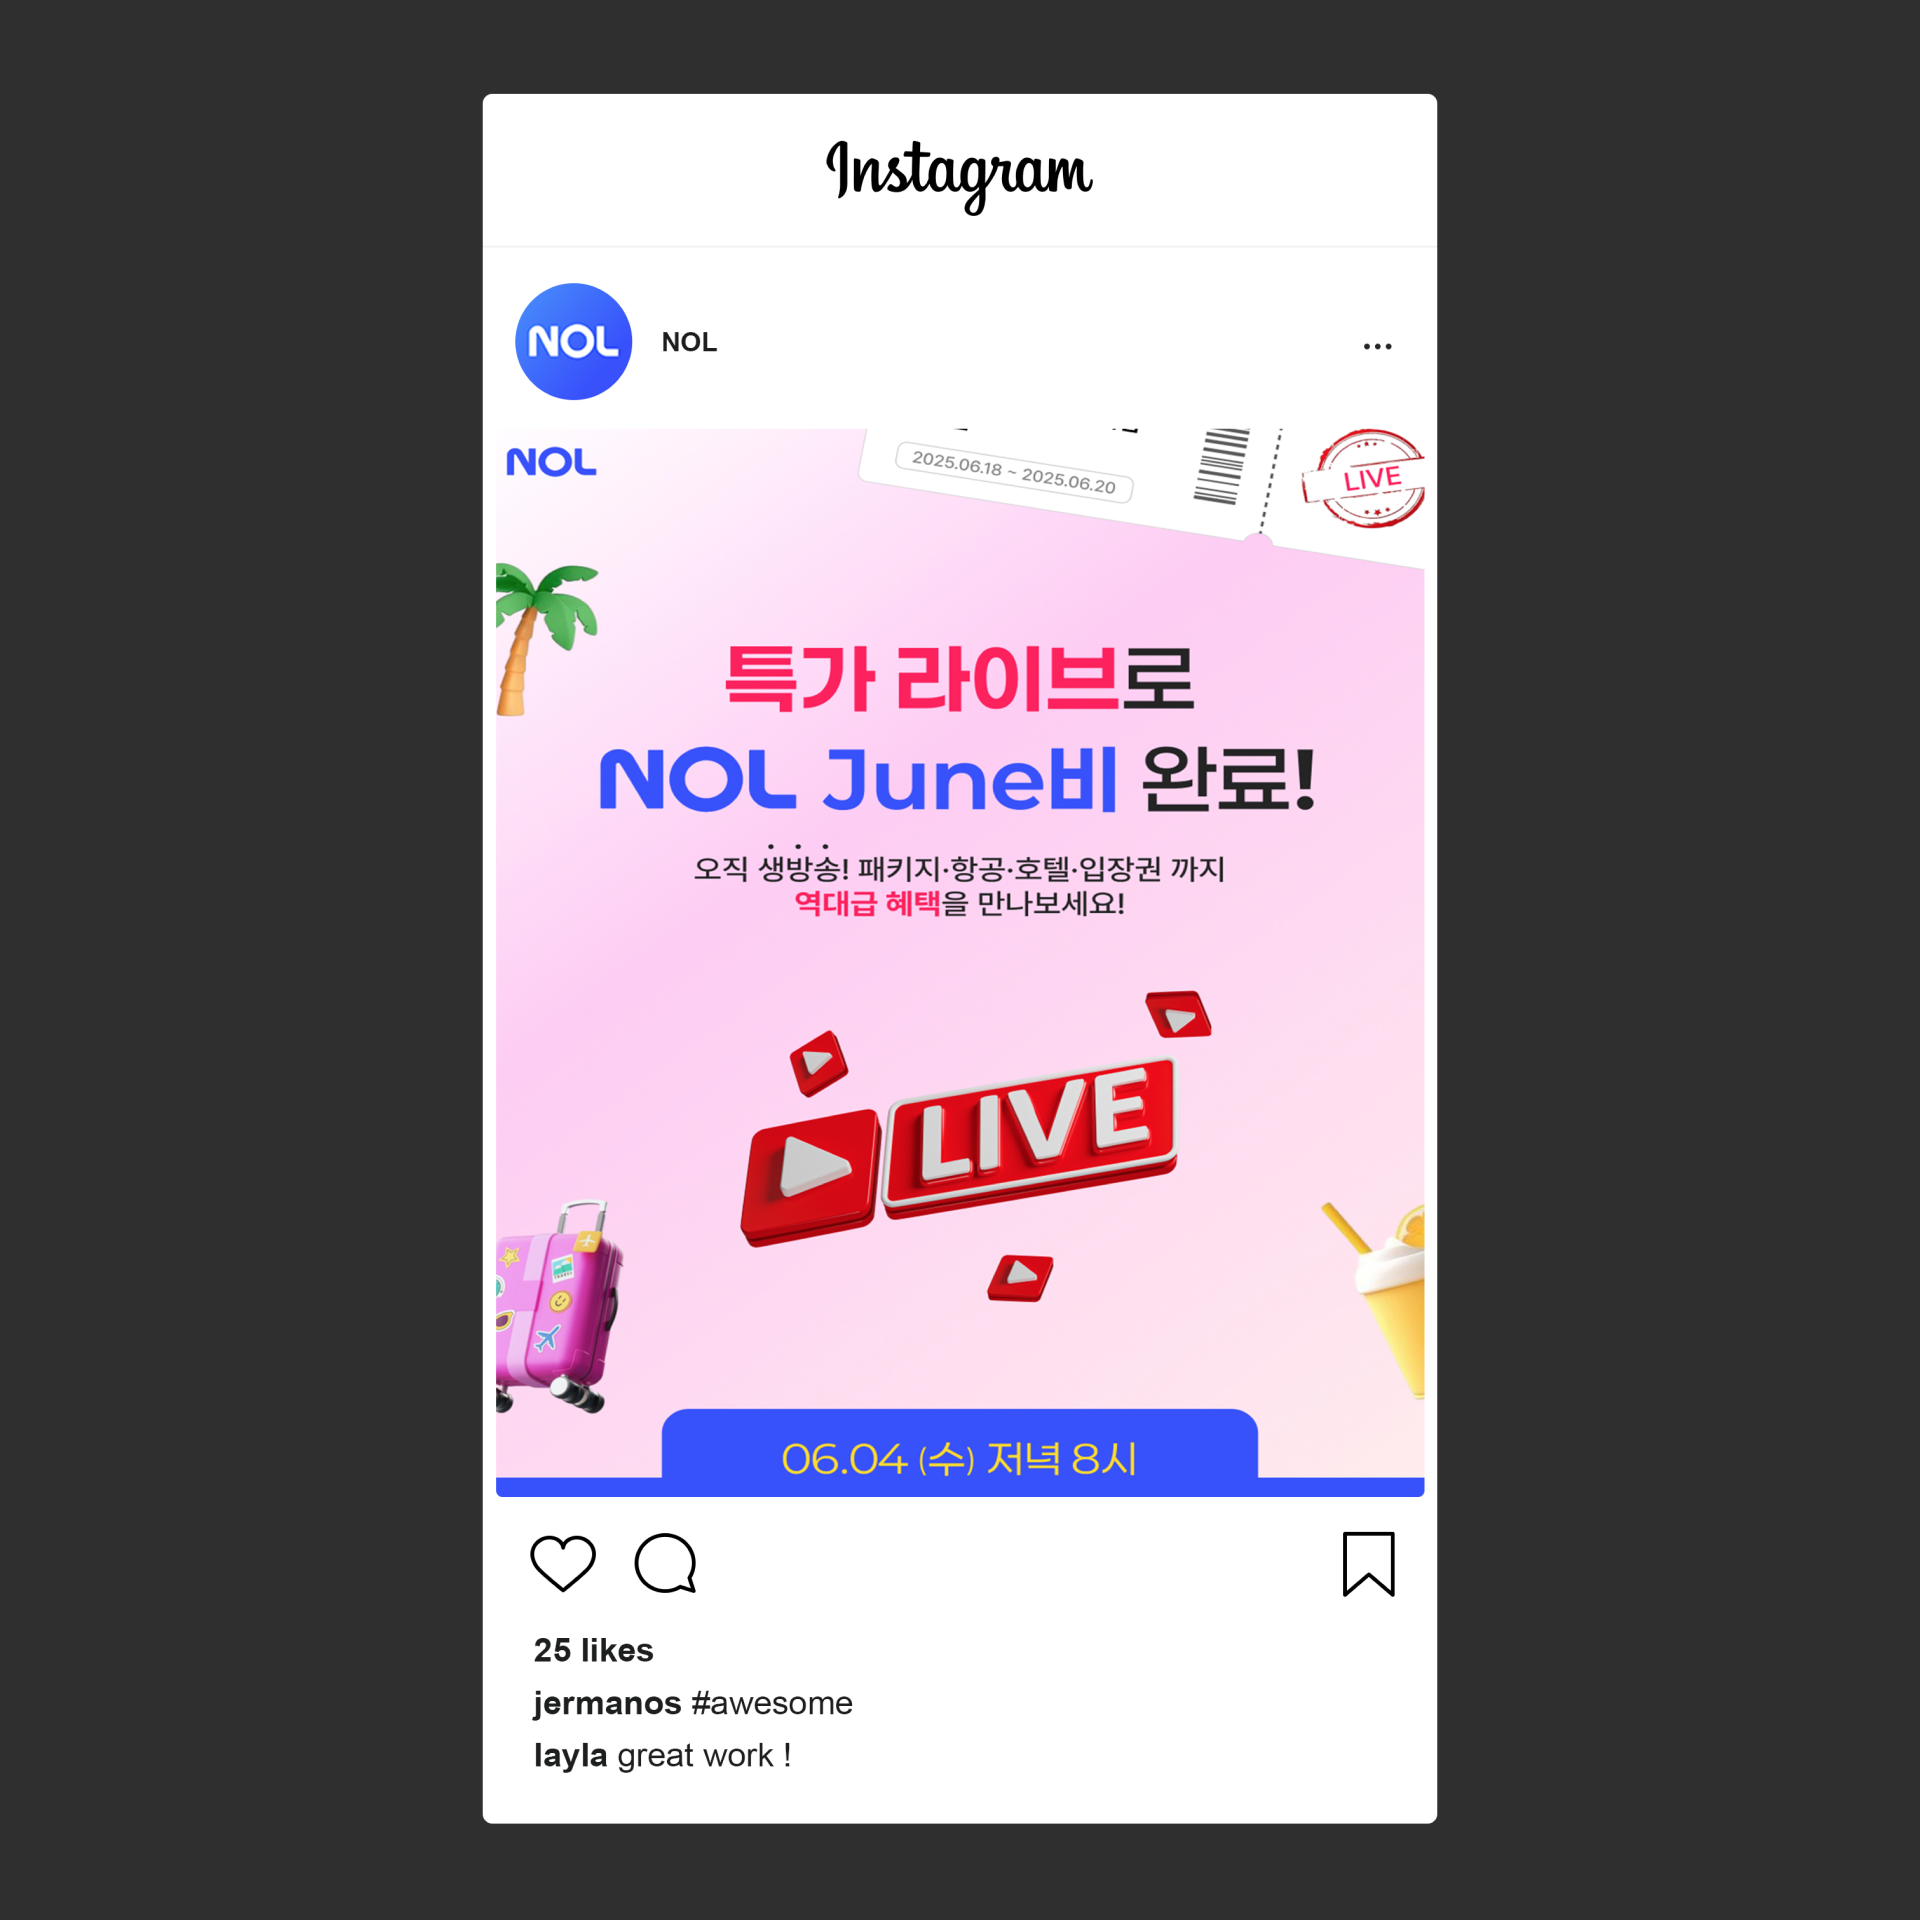 Instagram
NOL
NOL
NOL
2025.06.18 ~ 2025.06.20
LIVE
특가 라이브로
NOL June비 완료!
오직 생방송! 패키지·항공·호텔·입장권 까지
역대급 혜택을 만나보세요!
LIVE
TRAVEL
06.04 (수) 저녁 8시
25 likes
jermanos #awesome
layla great work !